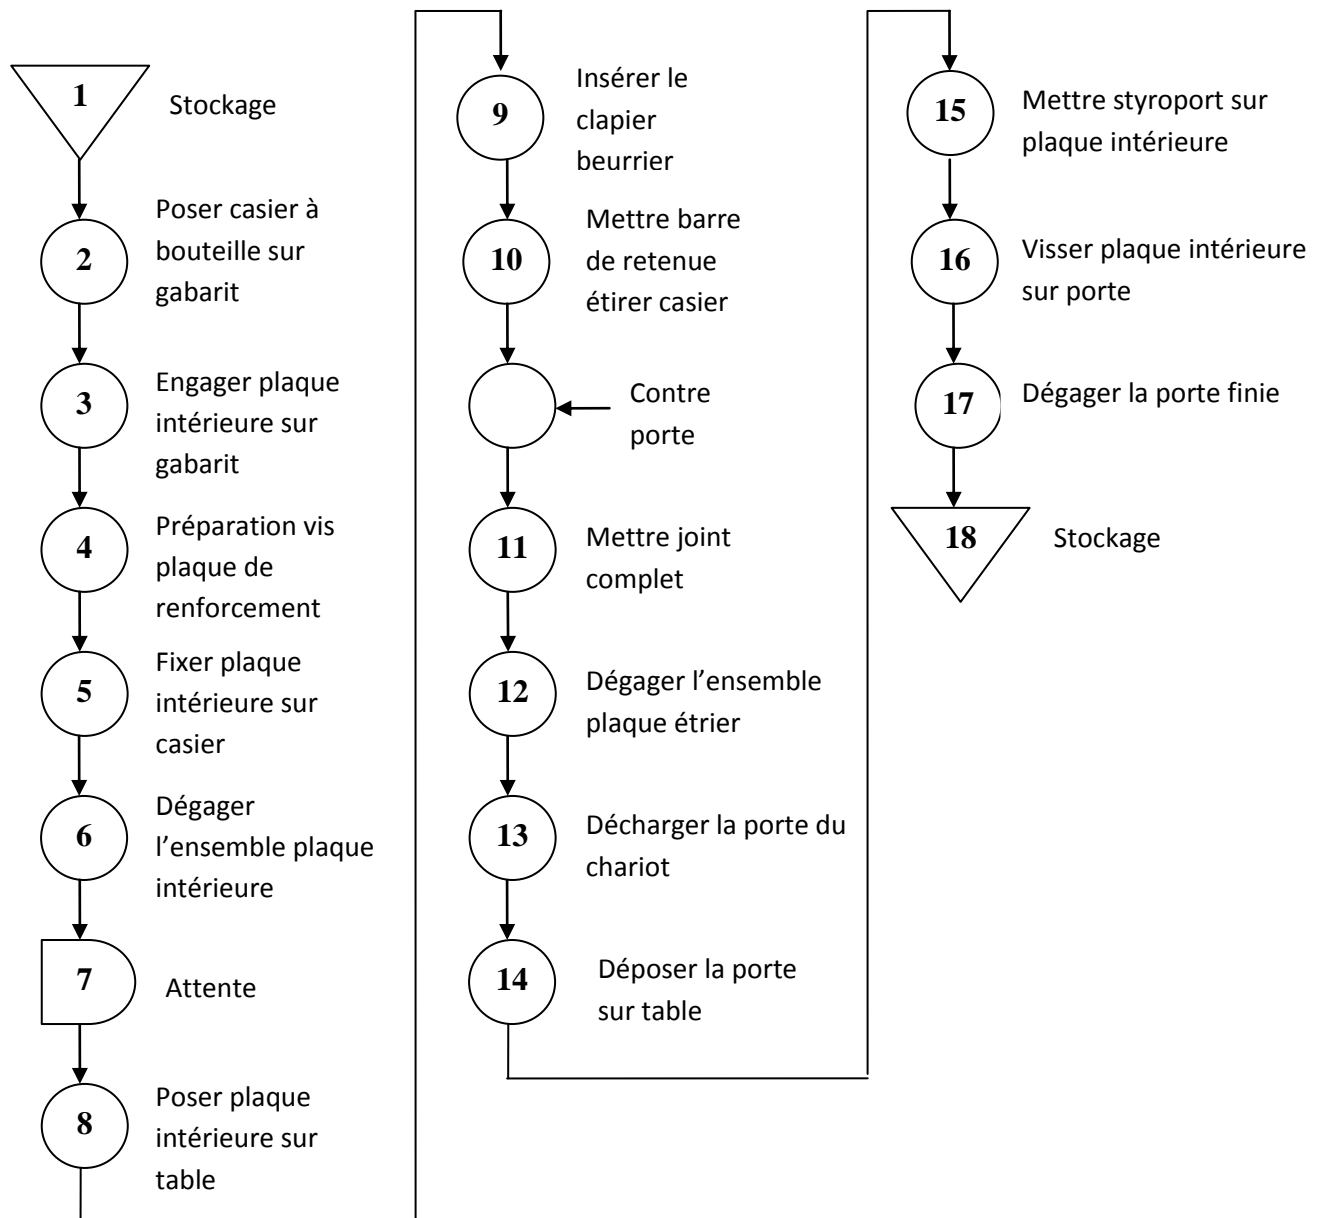 1
Stockage
2
Poser casier à
bouteille sur
gabarit
3
Engager plaque
intérieure sur
gabarit
4
Préparation vis
plaque de
renforcement
5
Fixer plaque
intérieure sur
casier
6
Dégager
l’ensemble plaque
intérieure
7
Attente
8
Poser plaque
intérieure sur
table
9
Insérer le
clapier
beurrier
10
Mettre barre
de retenue
étirer casier
Contre
porte
11
Mettre joint
complet
12
Dégager l’ensemble
plaque étrier
13
Décharger la porte du
chariot
14
Déposer la porte
sur table
15
Mettre styroport sur
plaque intérieure
16
Visser plaque intérieure
sur porte
17
Dégager la porte finie
18
Stockage